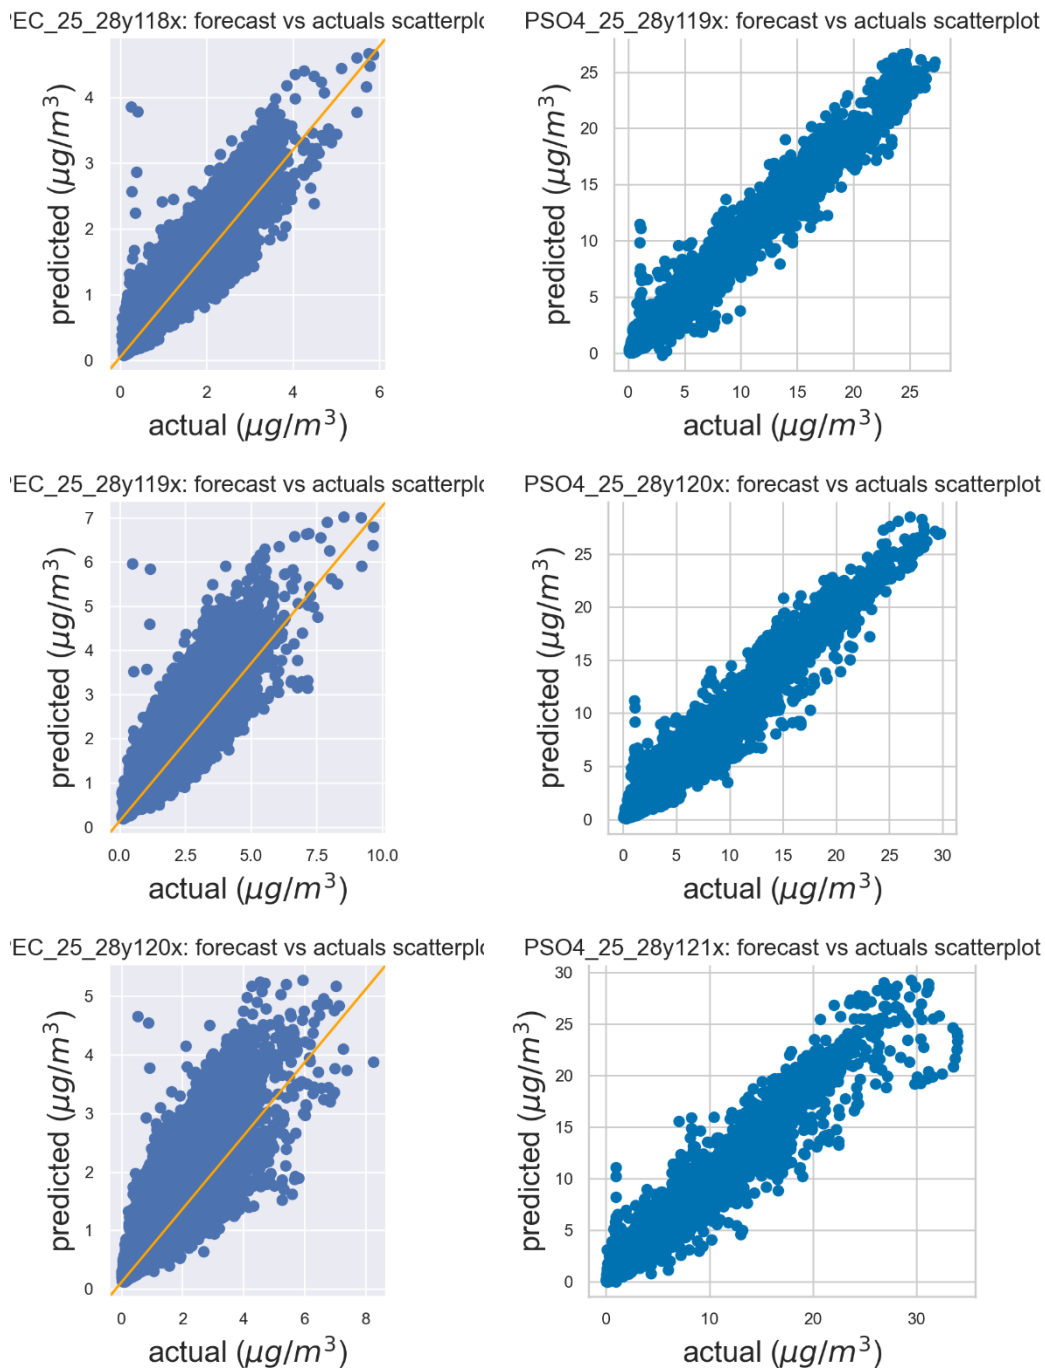 PEC_25_28y118x: forecast vs actuals scatterplo
4
3
2
1
0
0 2 4 6
predicted (μg/m³)
actual (μg/m³)
PSO4_25_28y119x: forecast vs actuals scatterplot
25
20
15
10
5
0
0 5 10 15 20 25
predicted (μg/m³)
actual (μg/m³)
PEC_25_28y119x: forecast vs actuals scatterplo
7
6
5
4
3
2
1
0
0.0 2.5 5.0 7.5 10.0
predicted (μg/m³)
actual (μg/m³)
PSO4_25_28y120x: forecast vs actuals scatterplot
25
20
15
10
5
0
0 5 10 15 20 25 30
predicted (μg/m³)
actual (μg/m³)
PEC_25_28y120x: forecast vs actuals scatterplo
5
4
3
2
1
0
0 2 4 6 8
predicted (μg/m³)
actual (μg/m³)
PSO4_25_28y121x: forecast vs actuals scatterplot
30
25
20
15
10
5
0
0 10 20 30
predicted (μg/m³)
actual (μg/m³)